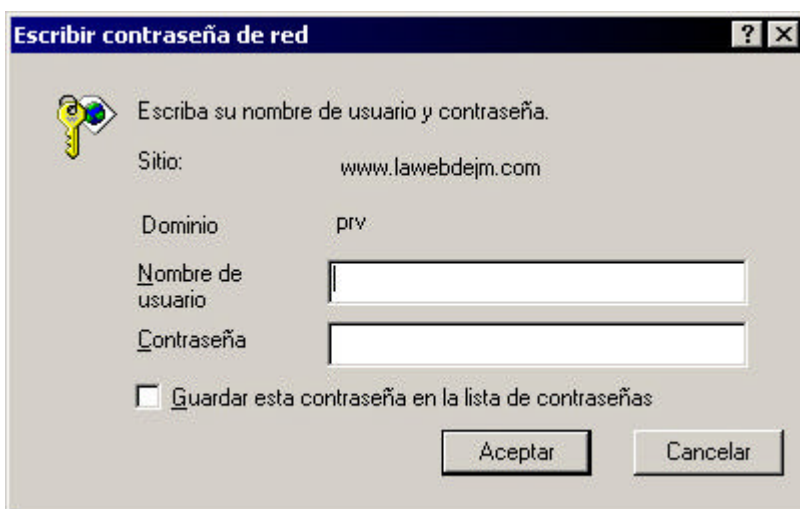 Escribir contraseña de red
Escriba su nombre de usuario y contraseña.
Sitio: www.lawebdejm.com
Dominio prv
Nombre de
usuario
Contraseña
Guardar esta contraseña en la lista de contraseñas
Aceptar Cancelar